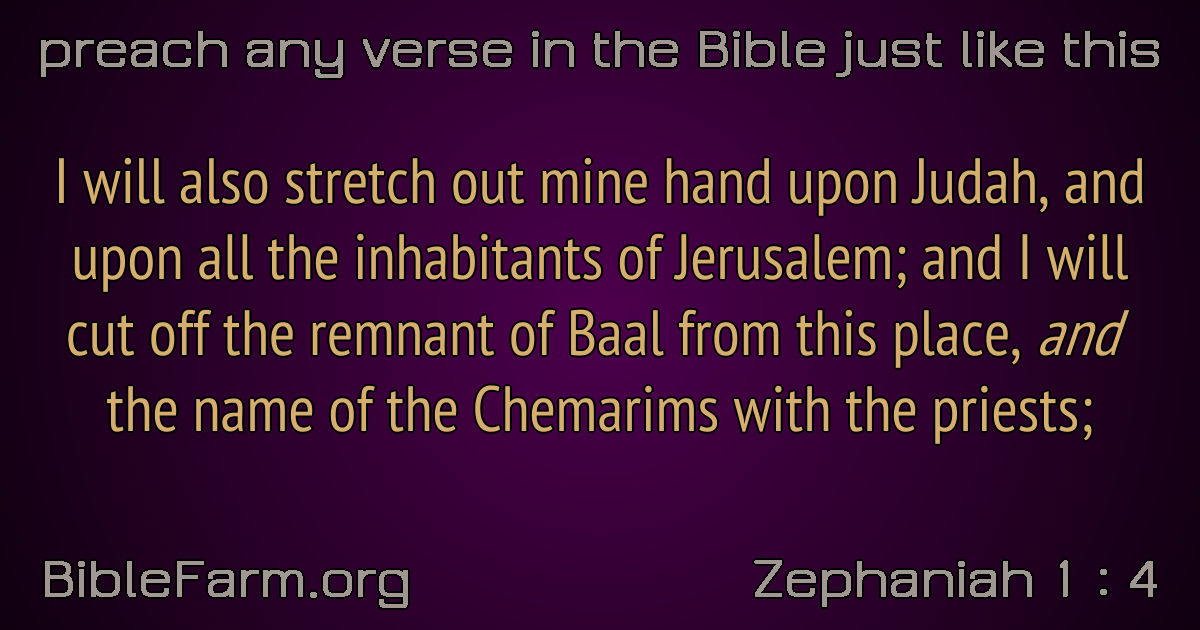 preach any verse in the Bible just like this
I will also stretch out mine hand upon Judah, and
upon all the inhabitants of Jerusalem; and I will
cut off the remnant of Baal from this place, and
the name of the Chemarims with the priests;
BibleFarm.org
Zephaniah 1 : 4